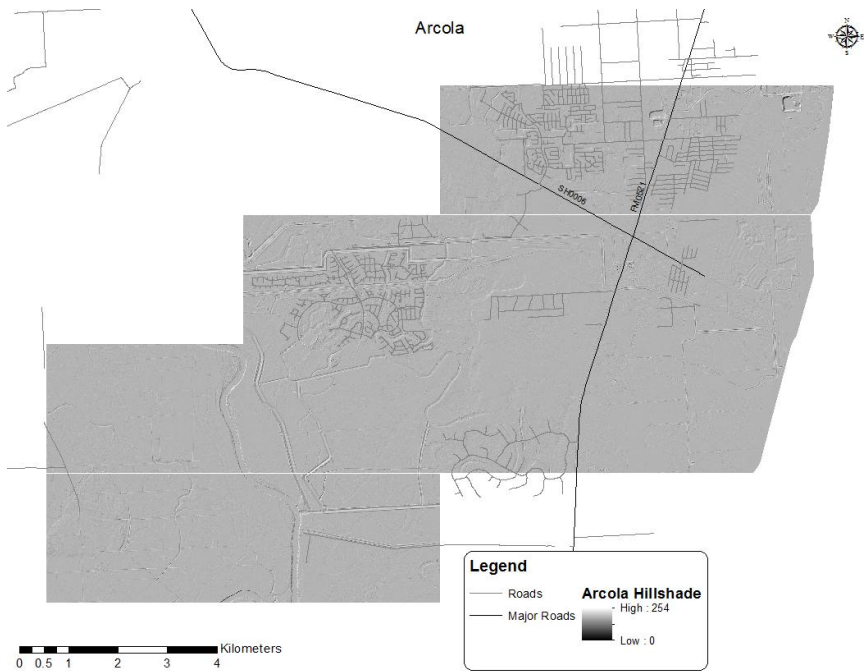 Arcola
N
W E
S
SH0006
FM0521
Legend
Roads
Major Roads
Arcola Hillshade
High : 254
Low : 0
Kilometers
0 0.5 1 2 3 4